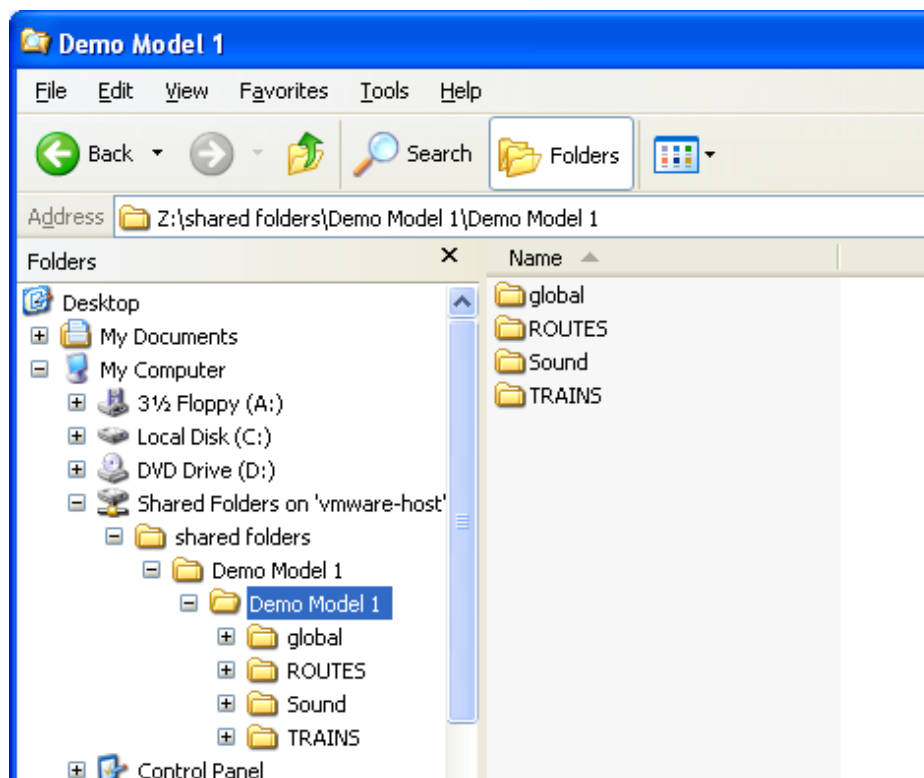 Demo Model 1
File Edit View Favorites Tools Help
Back Search Folders
Address Z:\shared folders\Demo Model 1\Demo Model 1
Folders
Desktop
My Documents
My Computer
3½ Floppy (A:)
Local Disk (C:)
DVD Drive (D:)
Shared Folders on 'vmware-host'
shared folders
Demo Model 1
Demo Model 1
global
ROUTES
Sound
TRAINS
Control Panel
Name
global
ROUTES
Sound
TRAINS